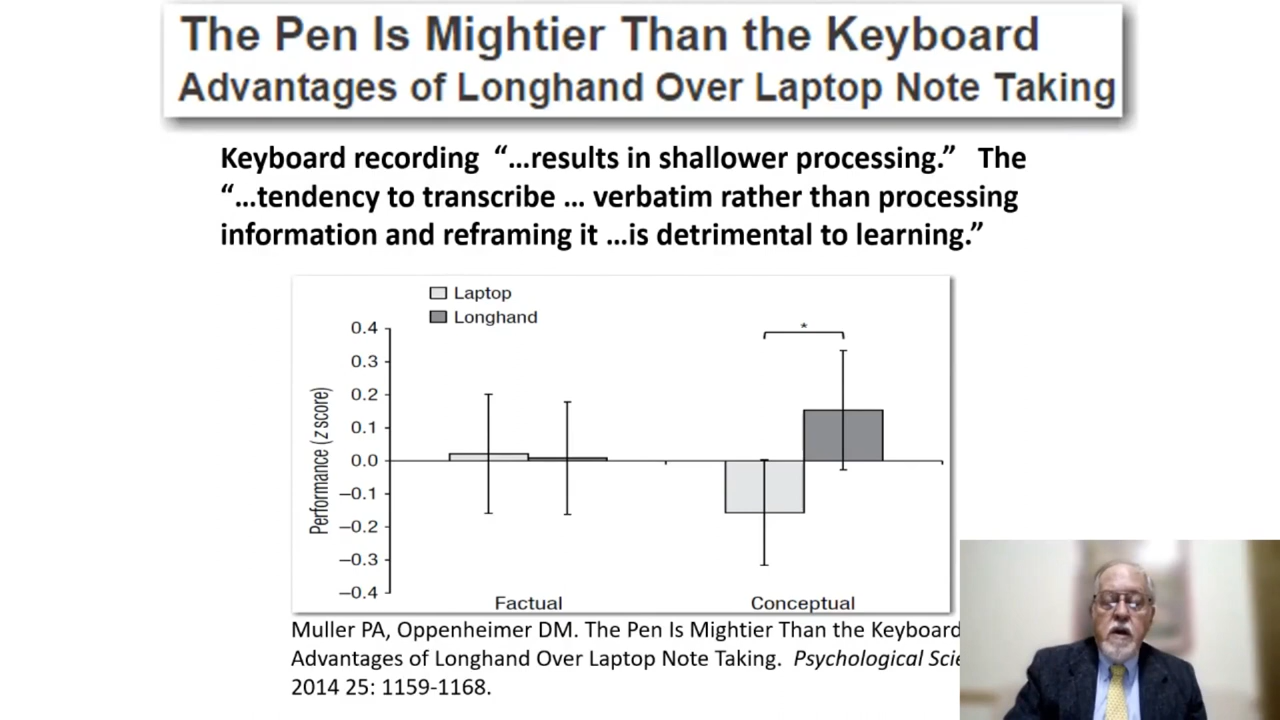 The Pen Is Mightier Than the Keyboard
Advantages of Longhand Over Laptop Note Taking
Keyboard recording “…results in shallower processing.” The
“…tendency to transcribe … verbatim rather than processing
information and reframing it …is detrimental to learning.”
Laptop
Longhand
*
0.4
0.3
0.2
0.1
0.0
–0.1
–0.2
–0.3
–0.4
Performance (z score)
Factual
Conceptual
Muller PA, Oppenheimer DM. The Pen Is Mightier Than the Keyboard
Advantages of Longhand Over Laptop Note Taking. Psychological Scie
2014 25: 1159-1168.